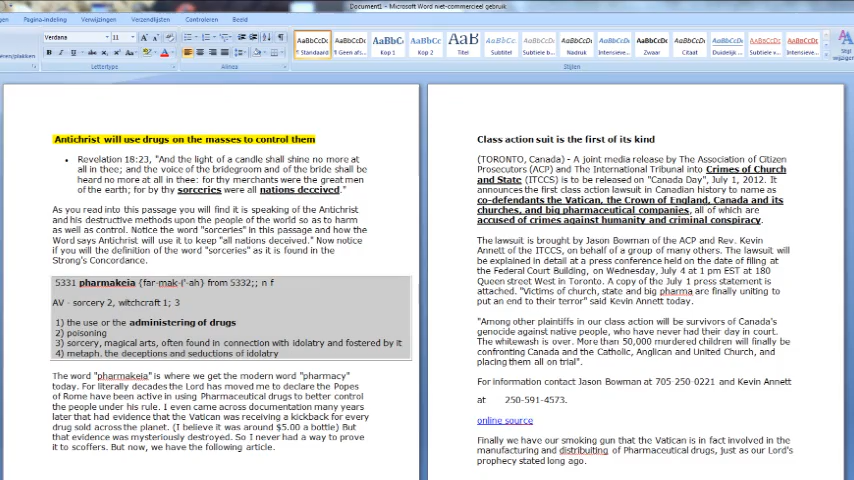 Document1 - Microsoft Word niet-commercieel gebruik
Pagina-indeling Verwijzingen Verzendlijsten Controleren Beeld
Verdana 11
AaBbCcDc AaBbCcDc AaBbC AaBbCc AaB AaBbCc. AaBbCcDc AaBbCcDc AaBbCcDc AaBbCcDc AaBbCcDc AaBbCcDc AaBbCcDc AaBbCcDc
Standaard Geen afs... Kop 1 Kop 2 Titel Subtitel Subtiele b... Nadruk Intensieve... Zwaar Citaat Duidelijk ... Subtiele v... Intensieve...
Stijl
wijzigen
Lettertype Alinea Stijlen
Antichrist will use drugs on the masses to control them
• Revelation 18:23, "And the light of a candle shall shine no more at
all in thee; and the voice of the bridegroom and of the bride shall be
heard no more at all in thee: for thy merchants were the great men
of the earth; for by thy sorceries were all nations deceived."
As you read into this passage you will find it is speaking of the Antichrist
and his destructive methods upon the people of the world so as to harm
as well as control. Notice the word "sorceries" in this passage and how the
Word says Antichrist will use it to keep "all nations deceived." Now notice
if you will the definition of the word "sorceries" as it is found in the
Strong's Concordance.
5331 pharmakeia {far-mak-i'-ah} from 5332;; n f
AV - sorcery 2, witchcraft 1; 3
1) the use or the administering of drugs
2) poisoning
3) sorcery, magical arts, often found in connection with idolatry and fostered by it
4) metaph. the deceptions and seductions of idolatry
The word "pharmakeia" is where we get the modern word "pharmacy"
today. For literally decades the Lord has moved me to declare the Popes
of Rome have been active in using Pharmaceutical drugs to better control
the people under his rule. I even came across documentation many years
later that had evidence that the Vatican was receiving a kickback for every
drug sold across the planet. (I believe it was around $5.00 a bottle) But
that evidence was mysteriously destroyed. So I never had a way to prove
it to scoffers. But now, we have the following article.
Class action suit is the first of its kind
(TORONTO, Canada) - A joint media release by The Association of Citizen
Prosecutors (ACP) and The International Tribunal into Crimes of Church
and State (ITCCS) is to be released on "Canada Day", July 1, 2012. It
announces the first class action lawsuit in Canadian history to name as
co-defendants the Vatican, the Crown of England, Canada and its
churches, and big pharmaceutical companies, all of which are
accused of crimes against humanity and criminal conspiracy.
The lawsuit is brought by Jason Bowman of the ACP and Rev. Kevin
Annett of the ITCCS, on behalf of a group of many others. The lawsuit will
be explained in detail at a press conference held on the date of filing at
the Federal Court Building, on Wednesday, July 4 at 1 pm EST at 180
Queen street West in Toronto. A copy of the July 1 press statement is
attached. "Victims of church, state and big pharma are finally uniting to
put an end to their terror" said Kevin Annett today.
"Among other plaintiffs in our class action will be survivors of Canada's
genocide against native people, who have never had their day in court.
The whitewash is over. More than 50,000 murdered children will finally be
confronting Canada and the Catholic, Anglican and United Church, and
placing them all on trial".
For information contact Jason Bowman at 705-250-0221 and Kevin Annett
at 250-591-4573.
online source
Finally we have our smoking gun that the Vatican is in fact involved in the
manufacturing and distribuiting of Pharmaceutical drugs, just as our Lord's
prophecy stated long ago.